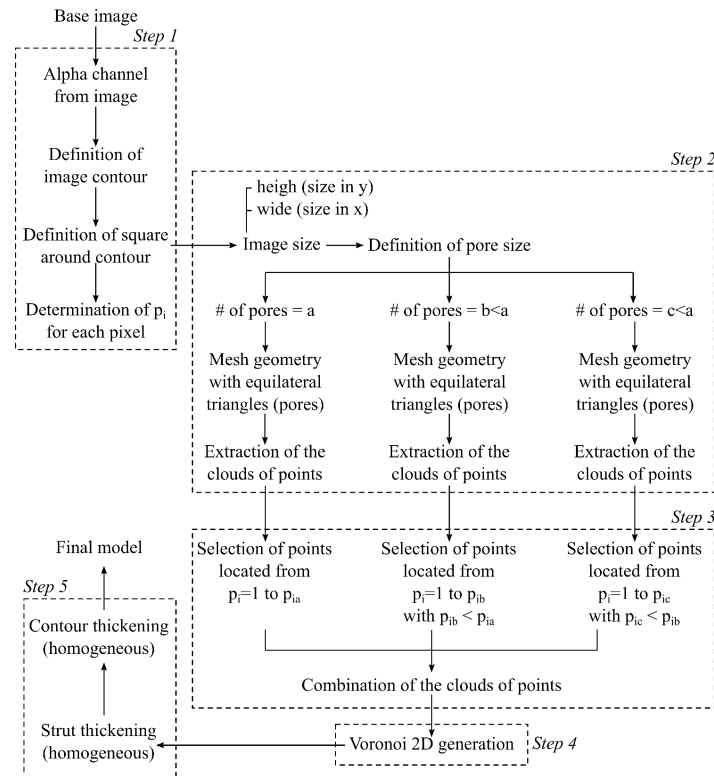 Base image
Step 1
Alpha channel
from image
Definition of
image contour
Definition of square
around contour
Determination of pi
for each pixel
Step 2
heigh (size in y)
wide (size in x)
Image size
Definition of pore size
# of pores = a
# of pores = b<a
# of pores = c<a
Mesh geometry
with equilateral
triangles (pores)
Mesh geometry
with equilateral
triangles (pores)
Mesh geometry
with equilateral
triangles (pores)
Extraction of the
clouds of points
Extraction of the
clouds of points
Extraction of the
clouds of points
Step 3
Selection of points
located from
pi=1 to pia
Selection of points
located from
pi=1 to pib
with pib < pia
Selection of points
located from
pi=1 to pic
with pic < pib
Combination of the clouds of points
Voronoi 2D generation
Step 4
Final model
Step 5
Contour thickening
(homogeneous)
Strut thickening
(homogeneous)